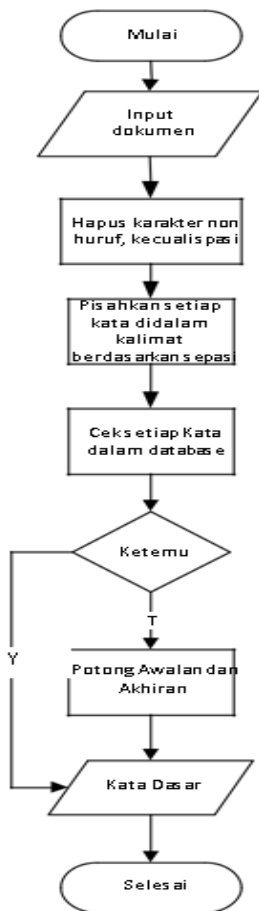 Mulai
Input
dokumen
Hapus karakter non
huruf, kecuali spasi
Pisahkan setiap
kata didalam
kalimat
berdasarkan sepasi
Cek setiap Kata
dalam database
Ketemu
T
Y
Potong Awalan dan
Akhiran
Kata Dasar
Selesai